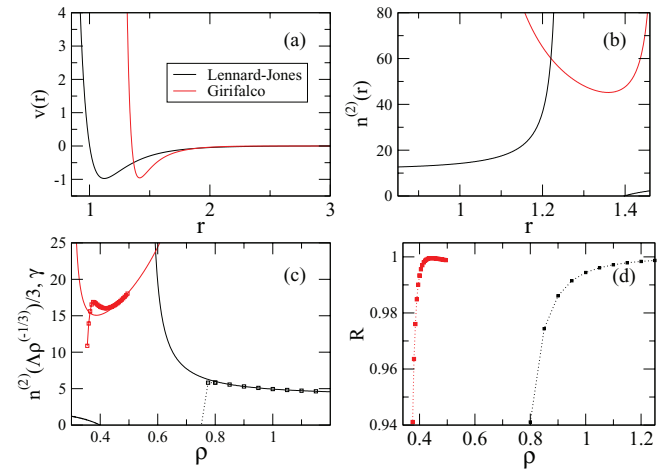 4
3
2
1
0
-1
v(r)
(a)
Lennard-Jones
Girifalco
1
2
3
r
80
60
40
20
0
n(2)(r)
(b)
1
1.2
1.4
r
25
20
15
10
5
0
n(2)(Λρ(-1/3))/3, γ
(c)
0.4
0.6
0.8
1
1.2
ρ
1
0.98
0.96
0.94
R
(d)
0.4
0.6
0.8
1
1.2
ρ